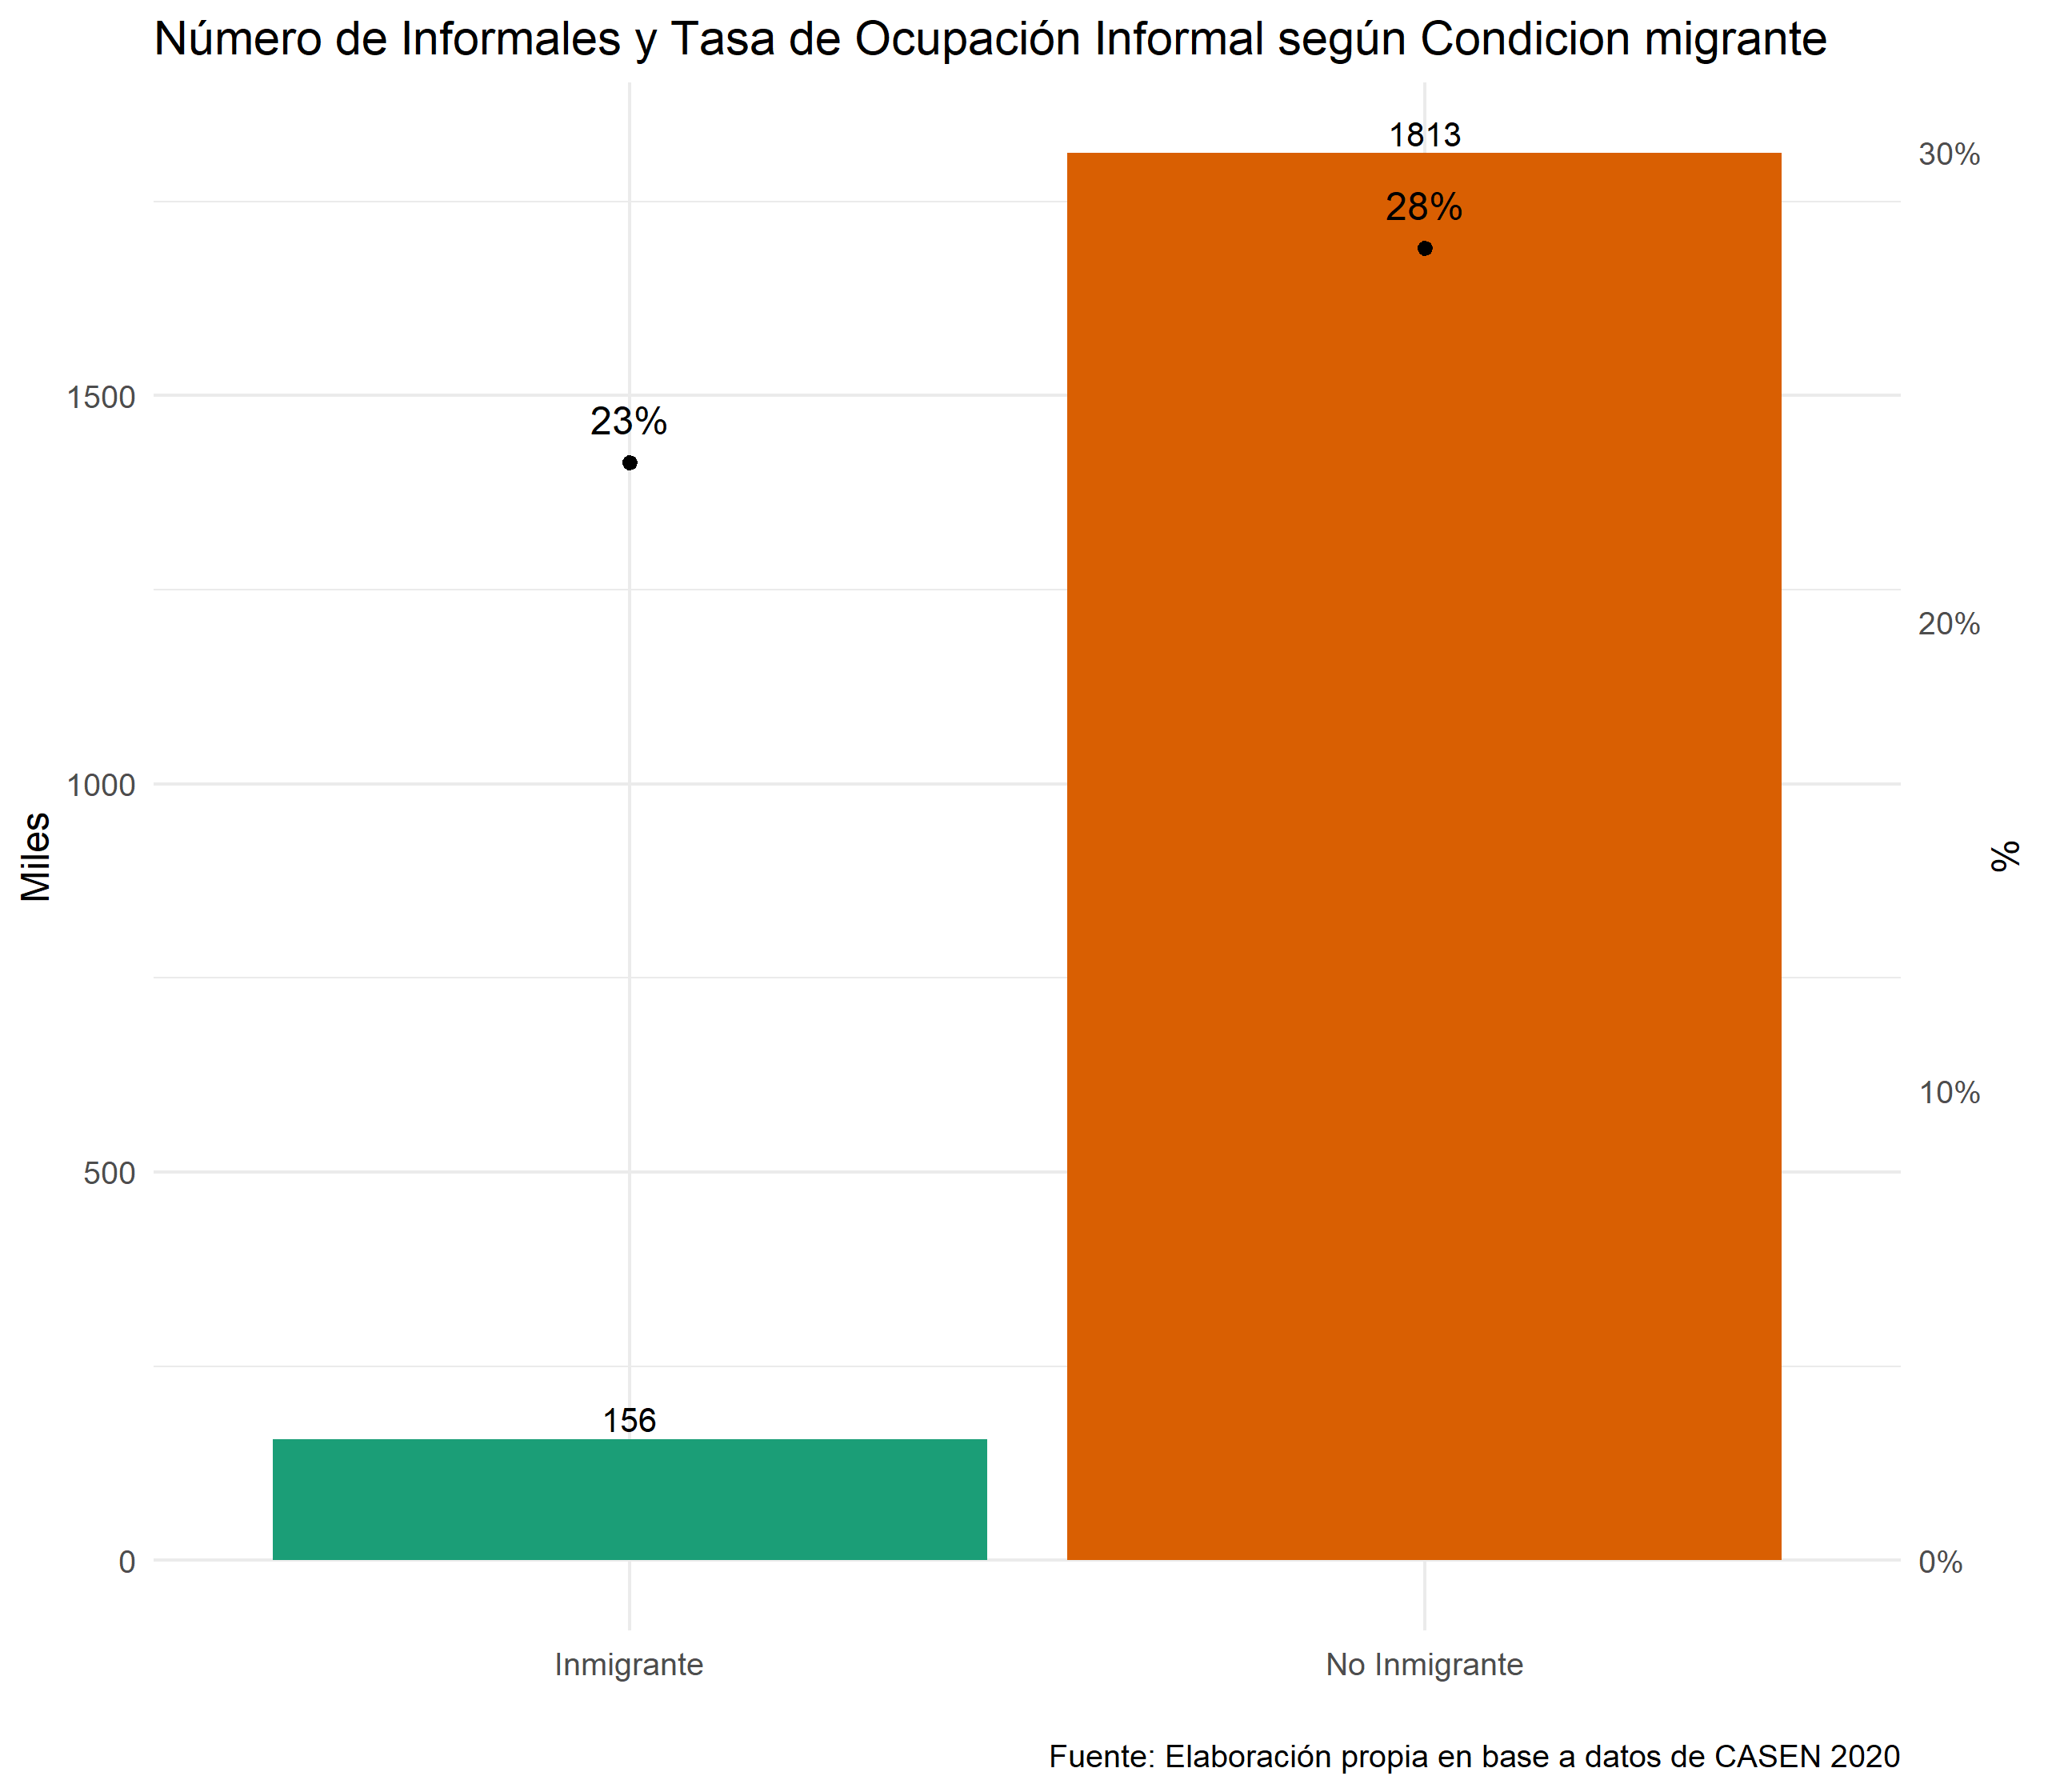 Número de Informales y Tasa de Ocupación Informal según Condicion migrante
1813
30%
28%
1500
23%
20%
1000
Miles
%
10%
500
156
0
0%
Inmigrante
No Inmigrante
Fuente: Elaboración propia en base a datos de CASEN 2020